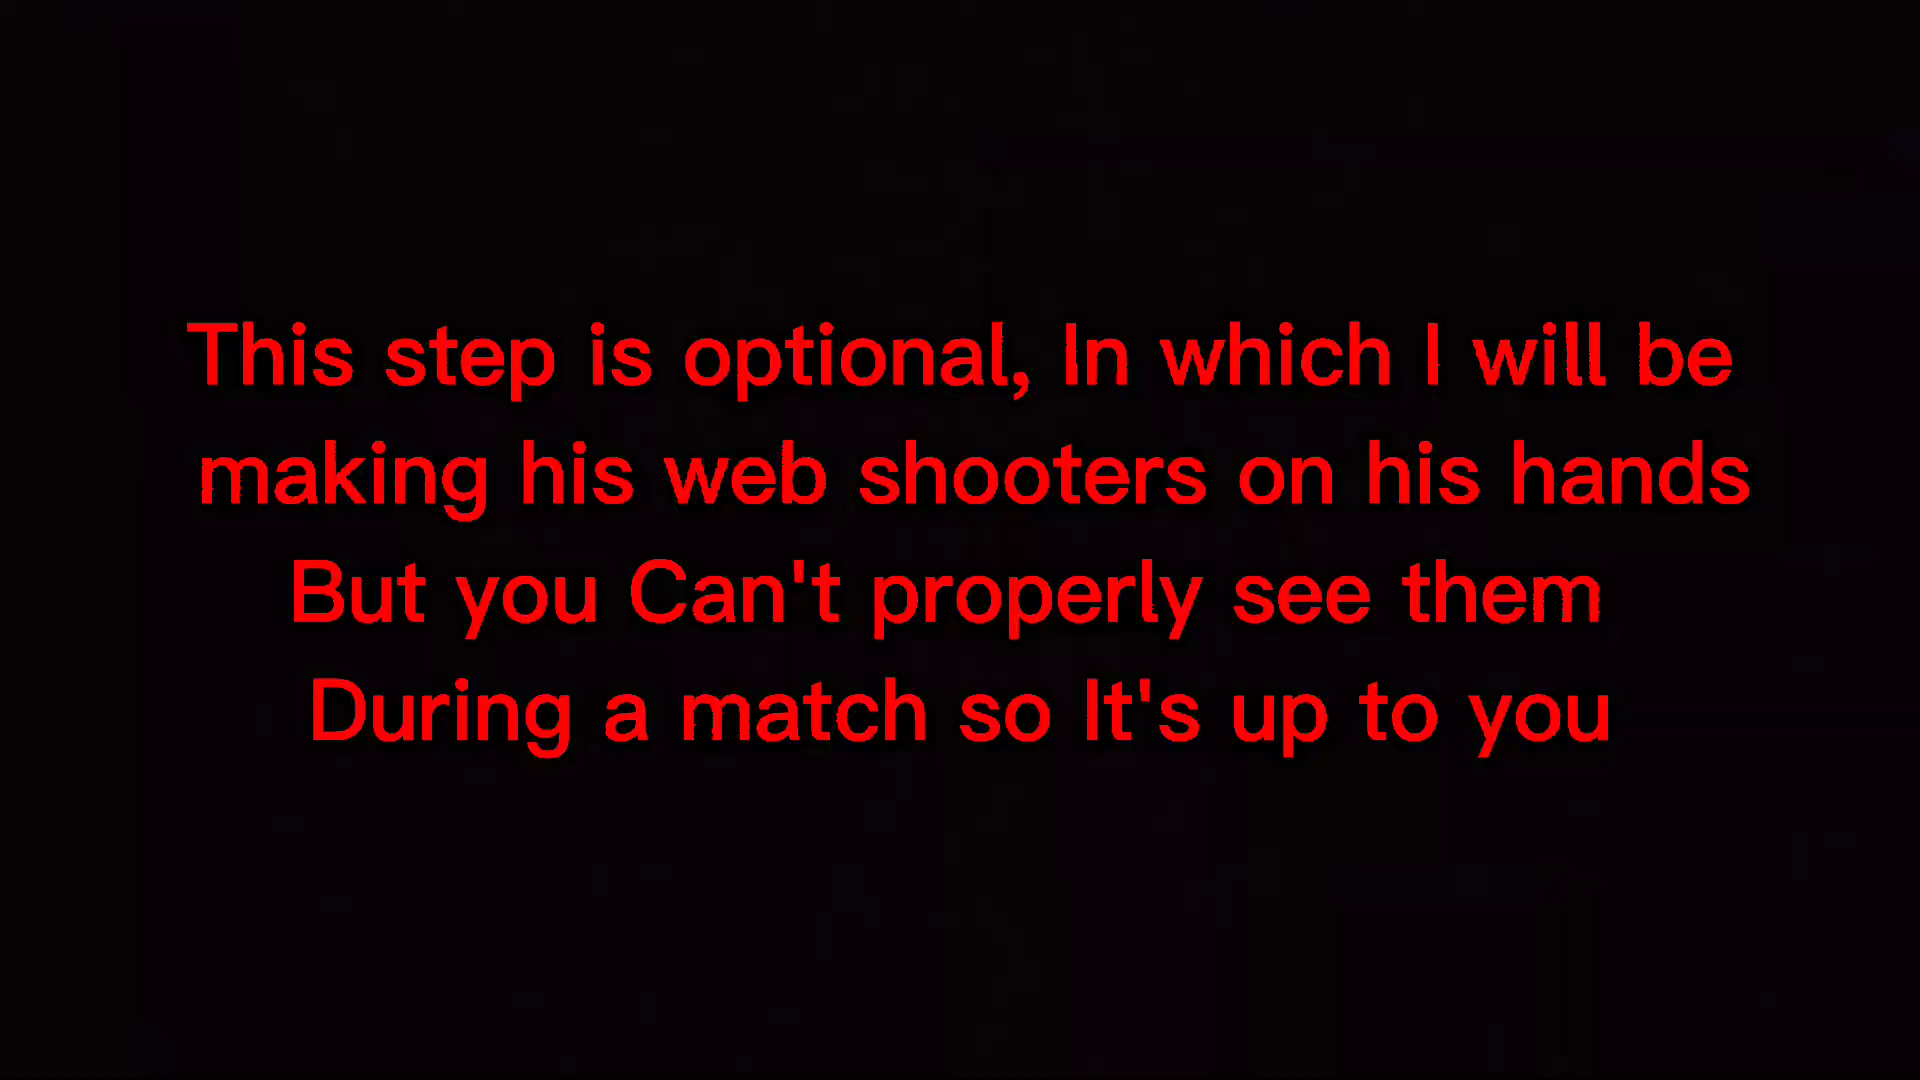 This step is optional, In which I will be
making his web shooters on his hands
But you Can't properly see them
During a match so It's up to you